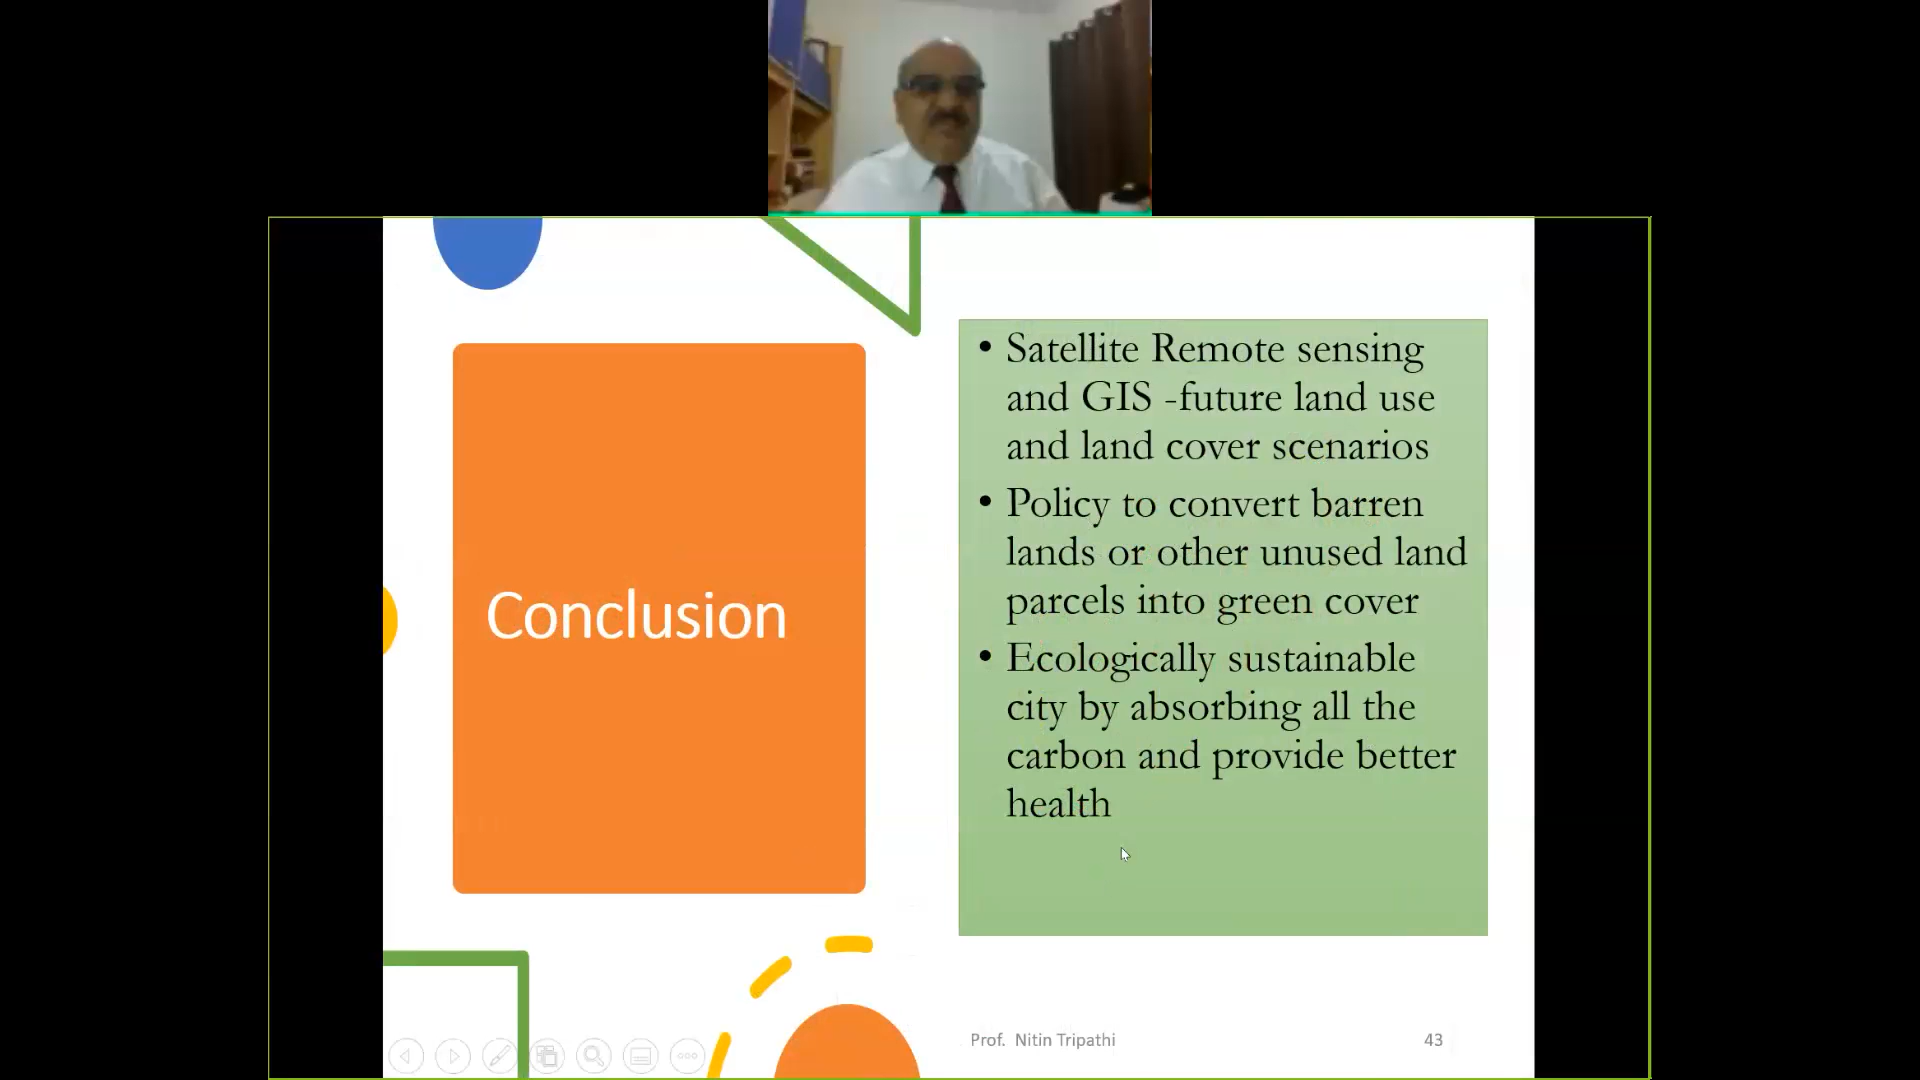 Conclusion
• Satellite Remote sensing
and GIS -future land use
and land cover scenarios
• Policy to convert barren
lands or other unused land
parcels into green cover
• Ecologically sustainable
city by absorbing all the
carbon and provide better
health
Prof. Nitin Tripathi
43